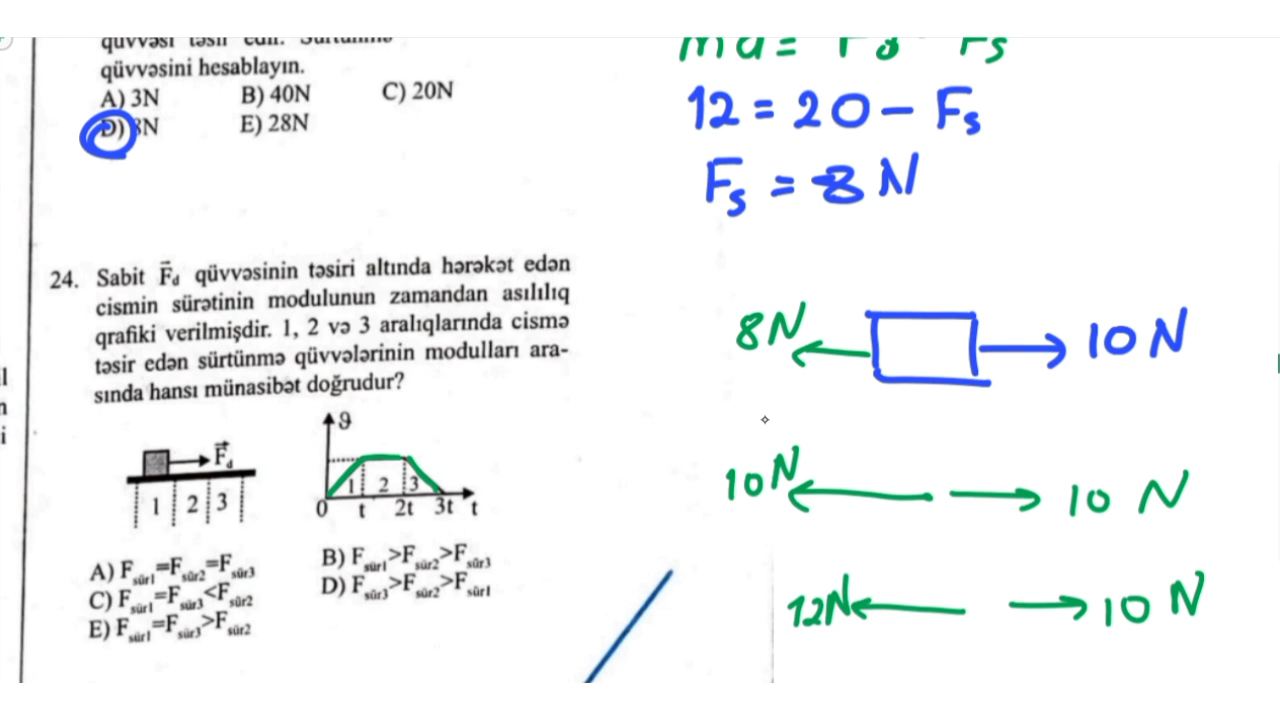 qüvvəsini hesablayın.
A) 3N B) 40N C) 20N
D) 8N E) 28N
ma = F
12 = 20 - Fs
Fs = 8 N
24. Sabit F⃗d qüvvəsinin təsiri altında hərəkət edən
cismin sürətinin modulunun zamandan asılılıq
qrafiki verilmişdir. 1, 2 və 3 aralıqlarında cismə
təsir edən sürtünmə qüvvələrinin modulları ara-
sında hansı münasibət doğrudur?
F⃗d
1 2 3
ϑ
1 2 3
0 t 2t 3t t
A) Fsür1=Fsür2=Fsür3
B) Fsür1>Fsür2>Fsür3
C) Fsür1=Fsür3<Fsür2
D) Fsür3>Fsür2>Fsür1
E) Fsür1=Fsür3>Fsür2
8N 10 N
10N 10 N
12N 10 N